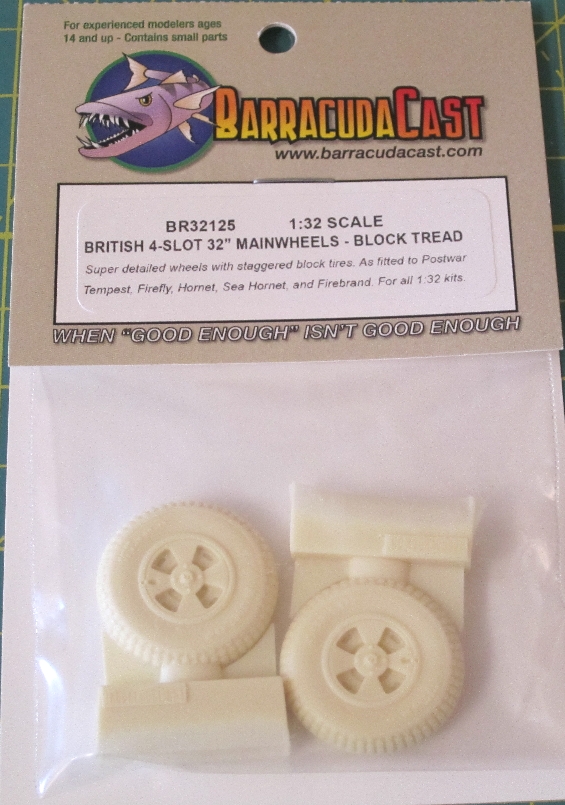 For experienced modelers ages
14 and up - Contains small parts
BARRACUDACAST
www.barracudacast.com
BR32125 1:32 SCALE
BRITISH 4-SLOT 32” MAINWHEELS - BLOCK TREAD
Super detailed wheels with staggered block tires. As fitted to Postwar
Tempest, Firefly, Hornet, Sea Hornet, and Firebrand. For all 1:32 kits.
WHEN “GOOD ENOUGH” ISN’T GOOD ENOUGH